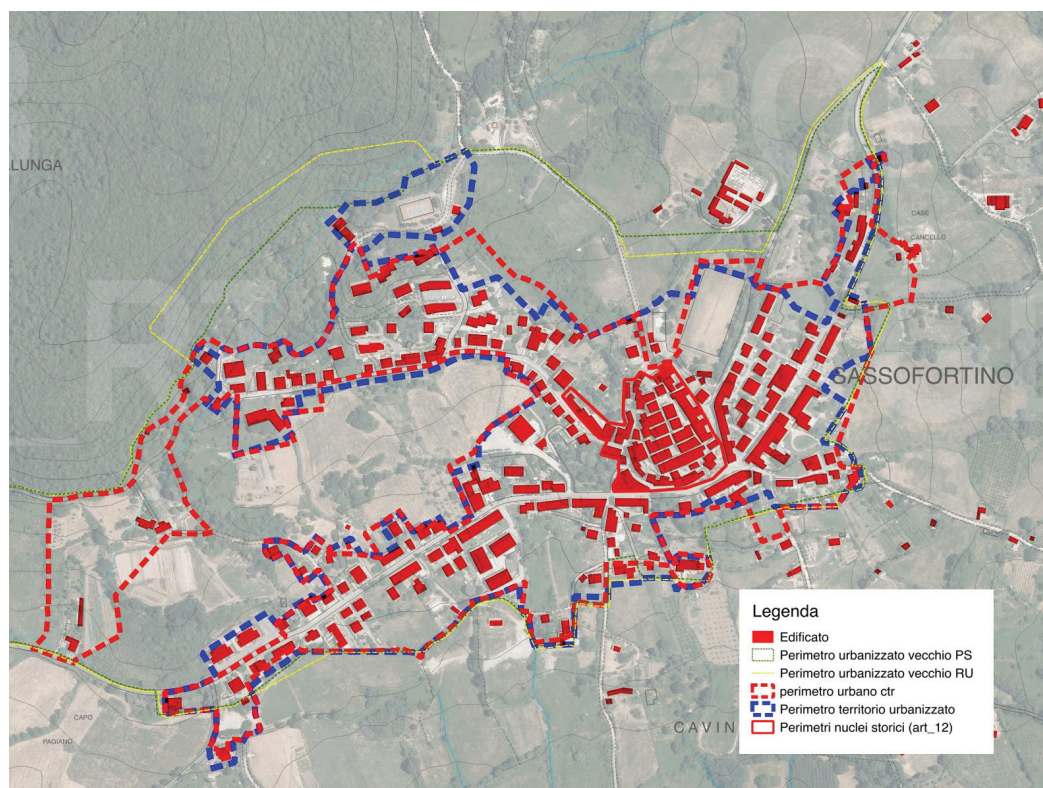 LUNGA
CASE
CANCELLO
SASSOFORTINO
CAPO
PAGIANO
CAVIN
Legenda
Edificato
Perimetro urbanizzato vecchio PS
Perimetro urbanizzato vecchio RU
perimetro urbano ctr
Perimetro territorio urbanizzato
Perimetri nuclei storici (art_12)